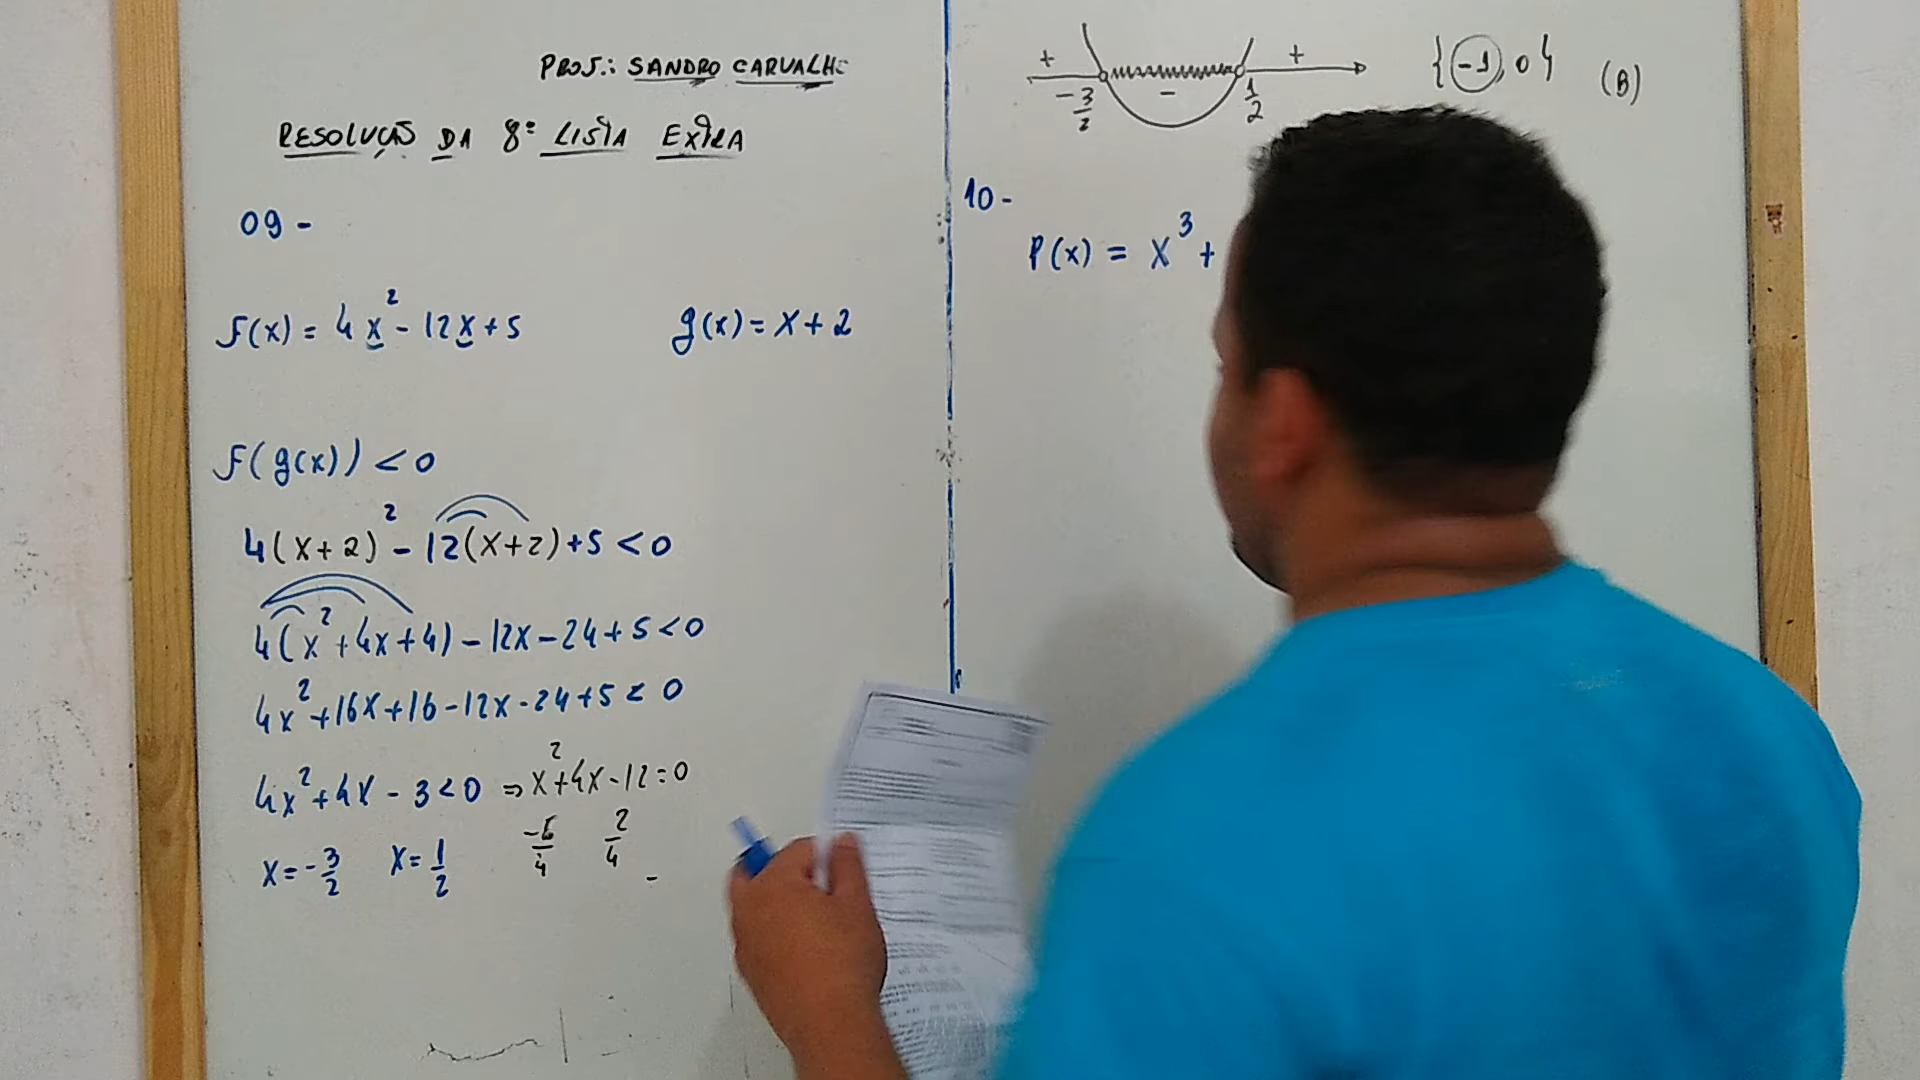 PROF.: SANDRO CARVALHO
RESOLUÇÃO DA 8ª LISTA EXTRA
09 -
f(x) = 4x² - 12x + 5
g(x) = x + 2
f(g(x)) < 0
4(x+2)² - 12(x+2) + 5 < 0
4(x² + 4x + 4) - 12x - 24 + 5 < 0
4x² + 16x + 16 - 12x - 24 + 5 < 0
4x² + 4x - 3 < 0 ⇒ x² + 4x - 12 = 0
x = -3/2 x = 1/2 -6/4 2/4
+ - +
-3/2 1/2
{-1, 0} (B)
10 -
P(x) = x³ +